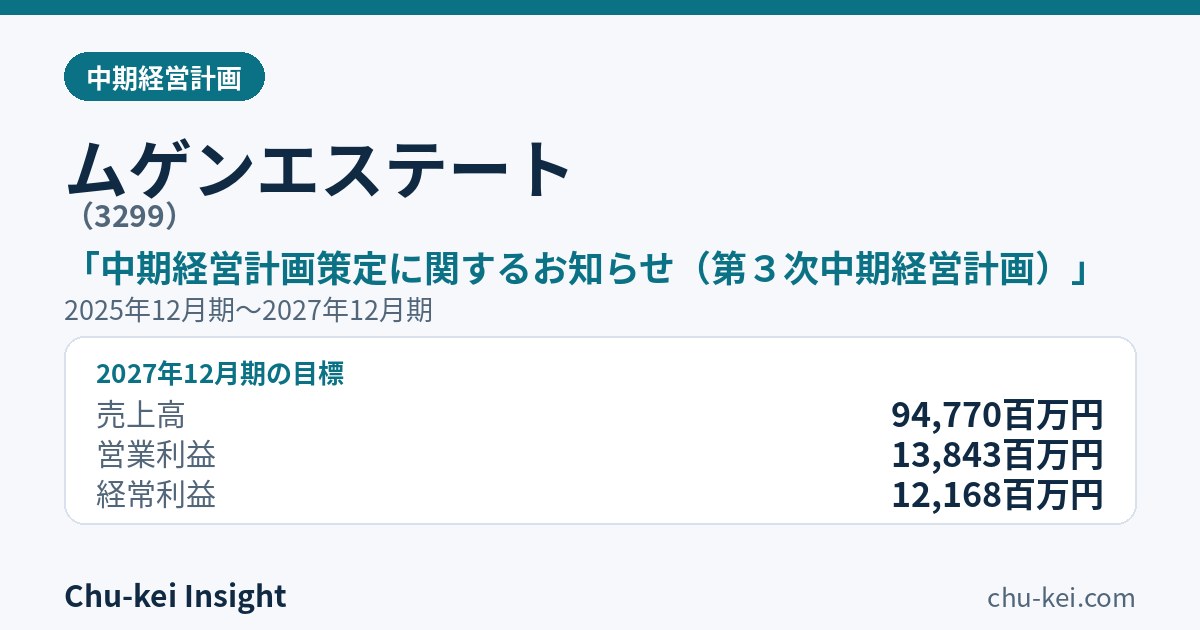 中期経営計画
ムゲンエステート
（3299）
「中期経営計画策定に関するお知らせ（第３次中期経営計画）」
2025年12月期〜2027年12月期
2027年12月期の目標
売上高 94,770百万円
営業利益 13,843百万円
経常利益 12,168百万円
Chu-kei Insight chu-kei.com